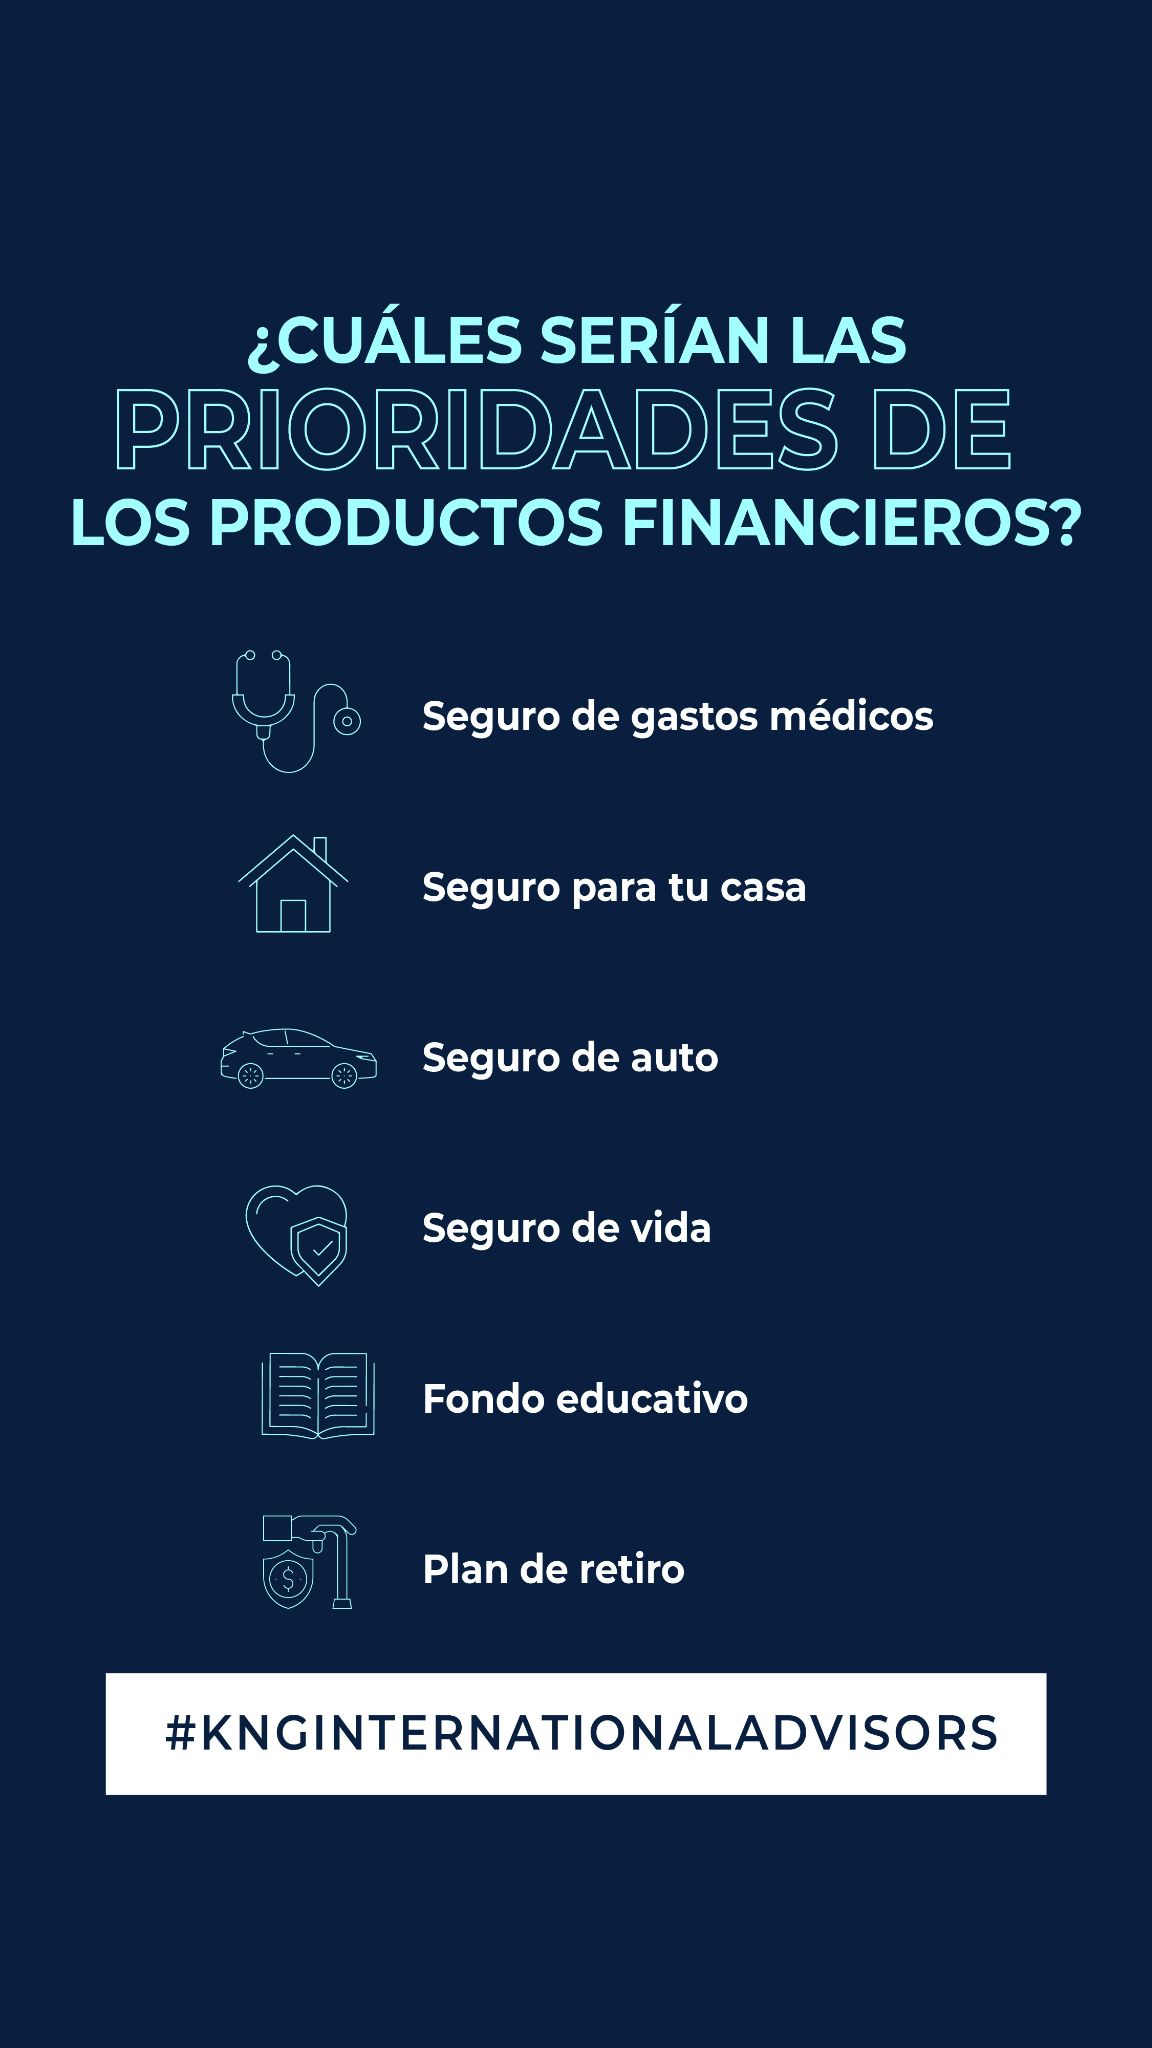 ¿CUÁLES SERÍAN LAS
PRIORIDADES DE
LOS PRODUCTOS FINANCIEROS?
Seguro de gastos médicos
Seguro para tu casa
Seguro de auto
Seguro de vida
Fondo educativo
$
Plan de retiro
#KNGINTERNATIONALADVISORS